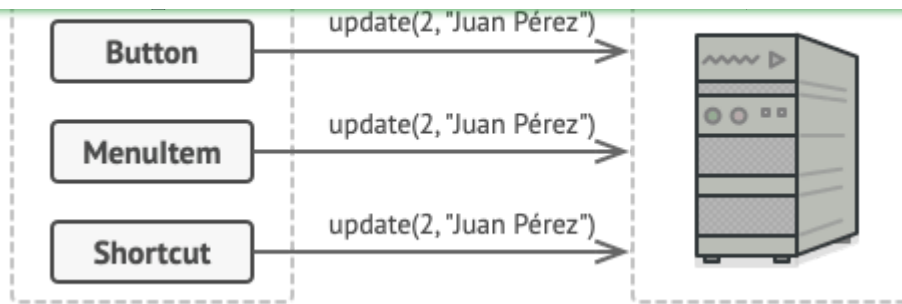 update(2, "Juan Pérez")
Button
update(2, "Juan Pérez")
MenuItem
update(2, "Juan Pérez")
Shortcut